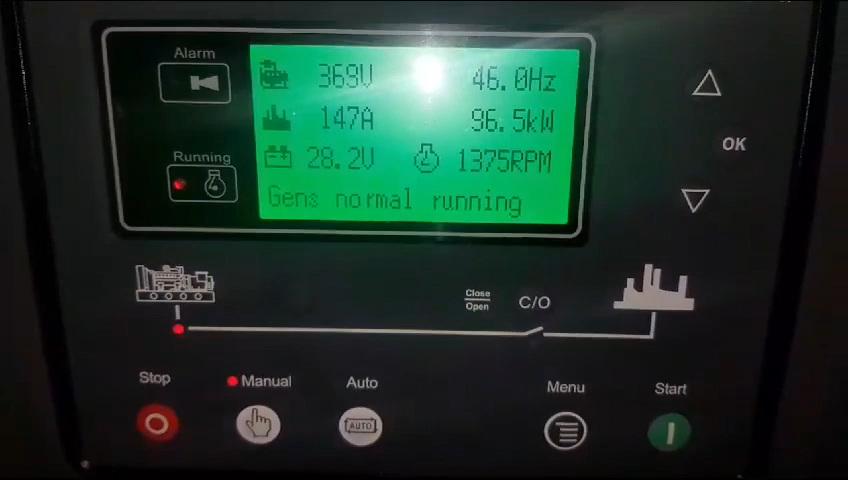 Alarm
369V 46.0Hz
147A 96.5kW
Running
28.2V 1375RPM
Gens normal running
OK
Close
Open
C/O
Stop
Manual
Auto
Menu
Start
AUTO